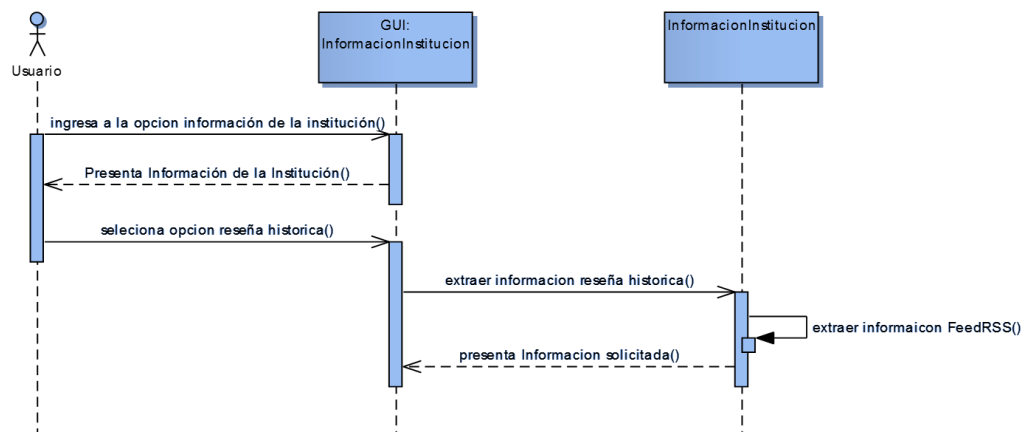 Usuario
GUI:
InformacionInstitucion
InformacionInstitucion
ingresa a la opcion información de la institución()
Presenta Información de la Institución()
seleciona opcion reseña historica()
extraer informacion reseña historica()
extraer informaicon FeedRSS()
presenta Informacion solicitada()